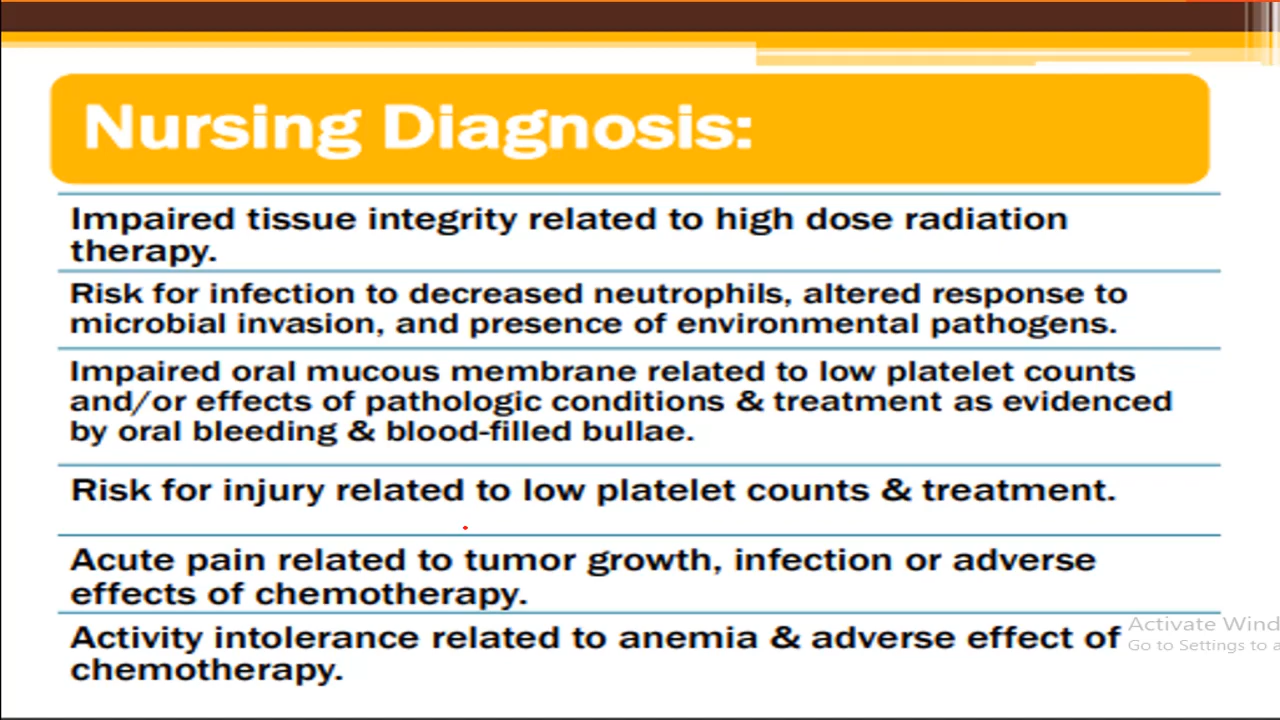 Nursing Diagnosis:
Impaired tissue integrity related to high dose radiation
therapy.
Risk for infection to decreased neutrophils, altered response to
microbial invasion, and presence of environmental pathogens.
Impaired oral mucous membrane related to low platelet counts
and/or effects of pathologic conditions & treatment as evidenced
by oral bleeding & blood-filled bullae.
Risk for injury related to low platelet counts & treatment.
Acute pain related to tumor growth, infection or adverse
effects of chemotherapy.
Activity intolerance related to anemia & adverse effect of
chemotherapy.
Activate Wind
Go to Settings to a